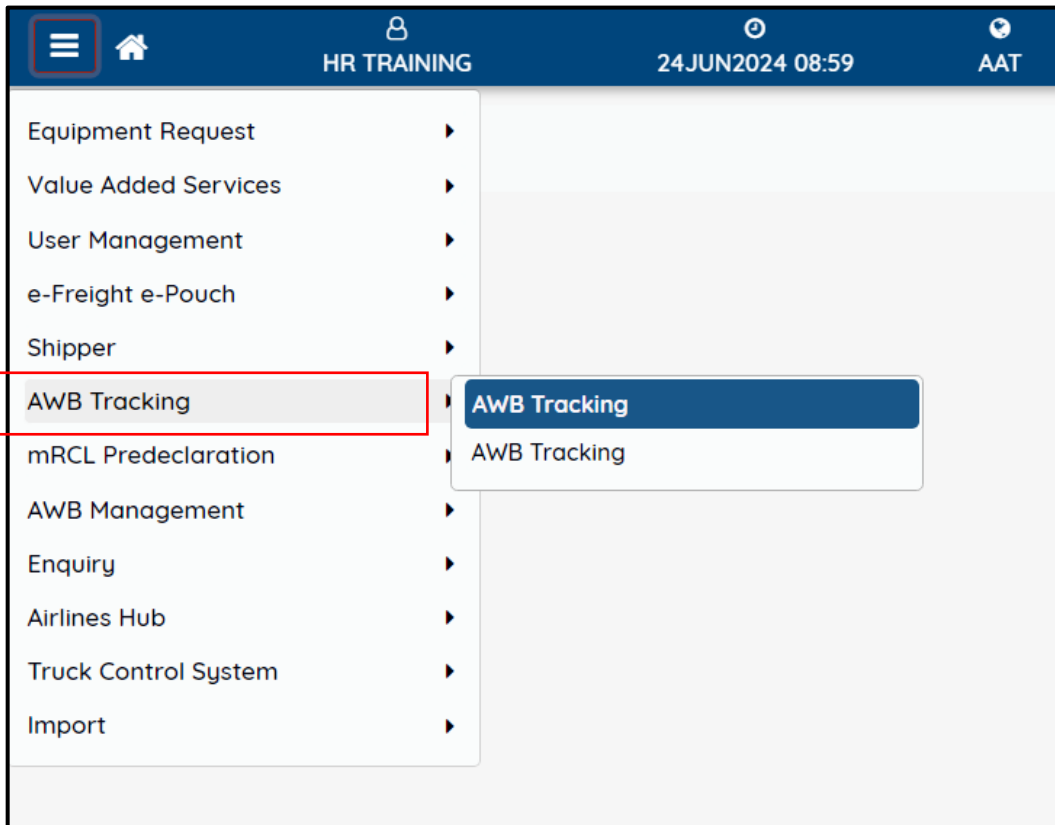 HR TRAINING
24JUN2024 08:59
AAT
Equipment Request
Value Added Services
User Management
e-Freight e-Pouch
Shipper
AWB Tracking
AWB Tracking
AWB Tracking
mRCL Predeclaration
AWB Management
Enquiry
Airlines Hub
Truck Control System
Import